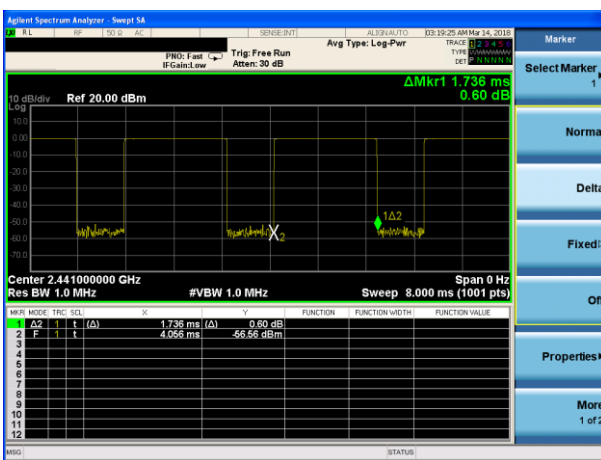 Agilent Spectrum Analyzer - Swept SA
RL RF 50 Ω AC SENSE:INT ALIGNAUTO 03:19:25 AM Mar 14, 2018
Marker
Avg Type: Log-Pwr
TRACE 1 2 3 4 5 6
TYPE
DET P N N N N N
PNO: Fast Trig: Free Run
IFGain:Low Atten: 30 dB
Select Marker
1
ΔMkr1 1.736 ms
0.60 dB
10 dB/div Ref 20.00 dBm
Log
10.0
0.00
-10.0
-20.0
-30.0
-40.0
-50.0
-60.0
-70.0
1Δ2
X2
Norma
Delta
Fixed
Of
Properties
More
1 of 2
Center 2.441000000 GHz Span 0 Hz
Res BW 1.0 MHz #VBW 1.0 MHz Sweep 8.000 ms (1001 pts)
MKR MODE TRC SCL X Y FUNCTION FUNCTION WIDTH FUNCTION VALUE
1 Δ2 1 t (Δ) 1.736 ms (Δ) 0.60 dB
2 F 1 t 4.056 ms -56.56 dBm
3
4
5
6
7
8
9
10
11
12
MSG STATUS